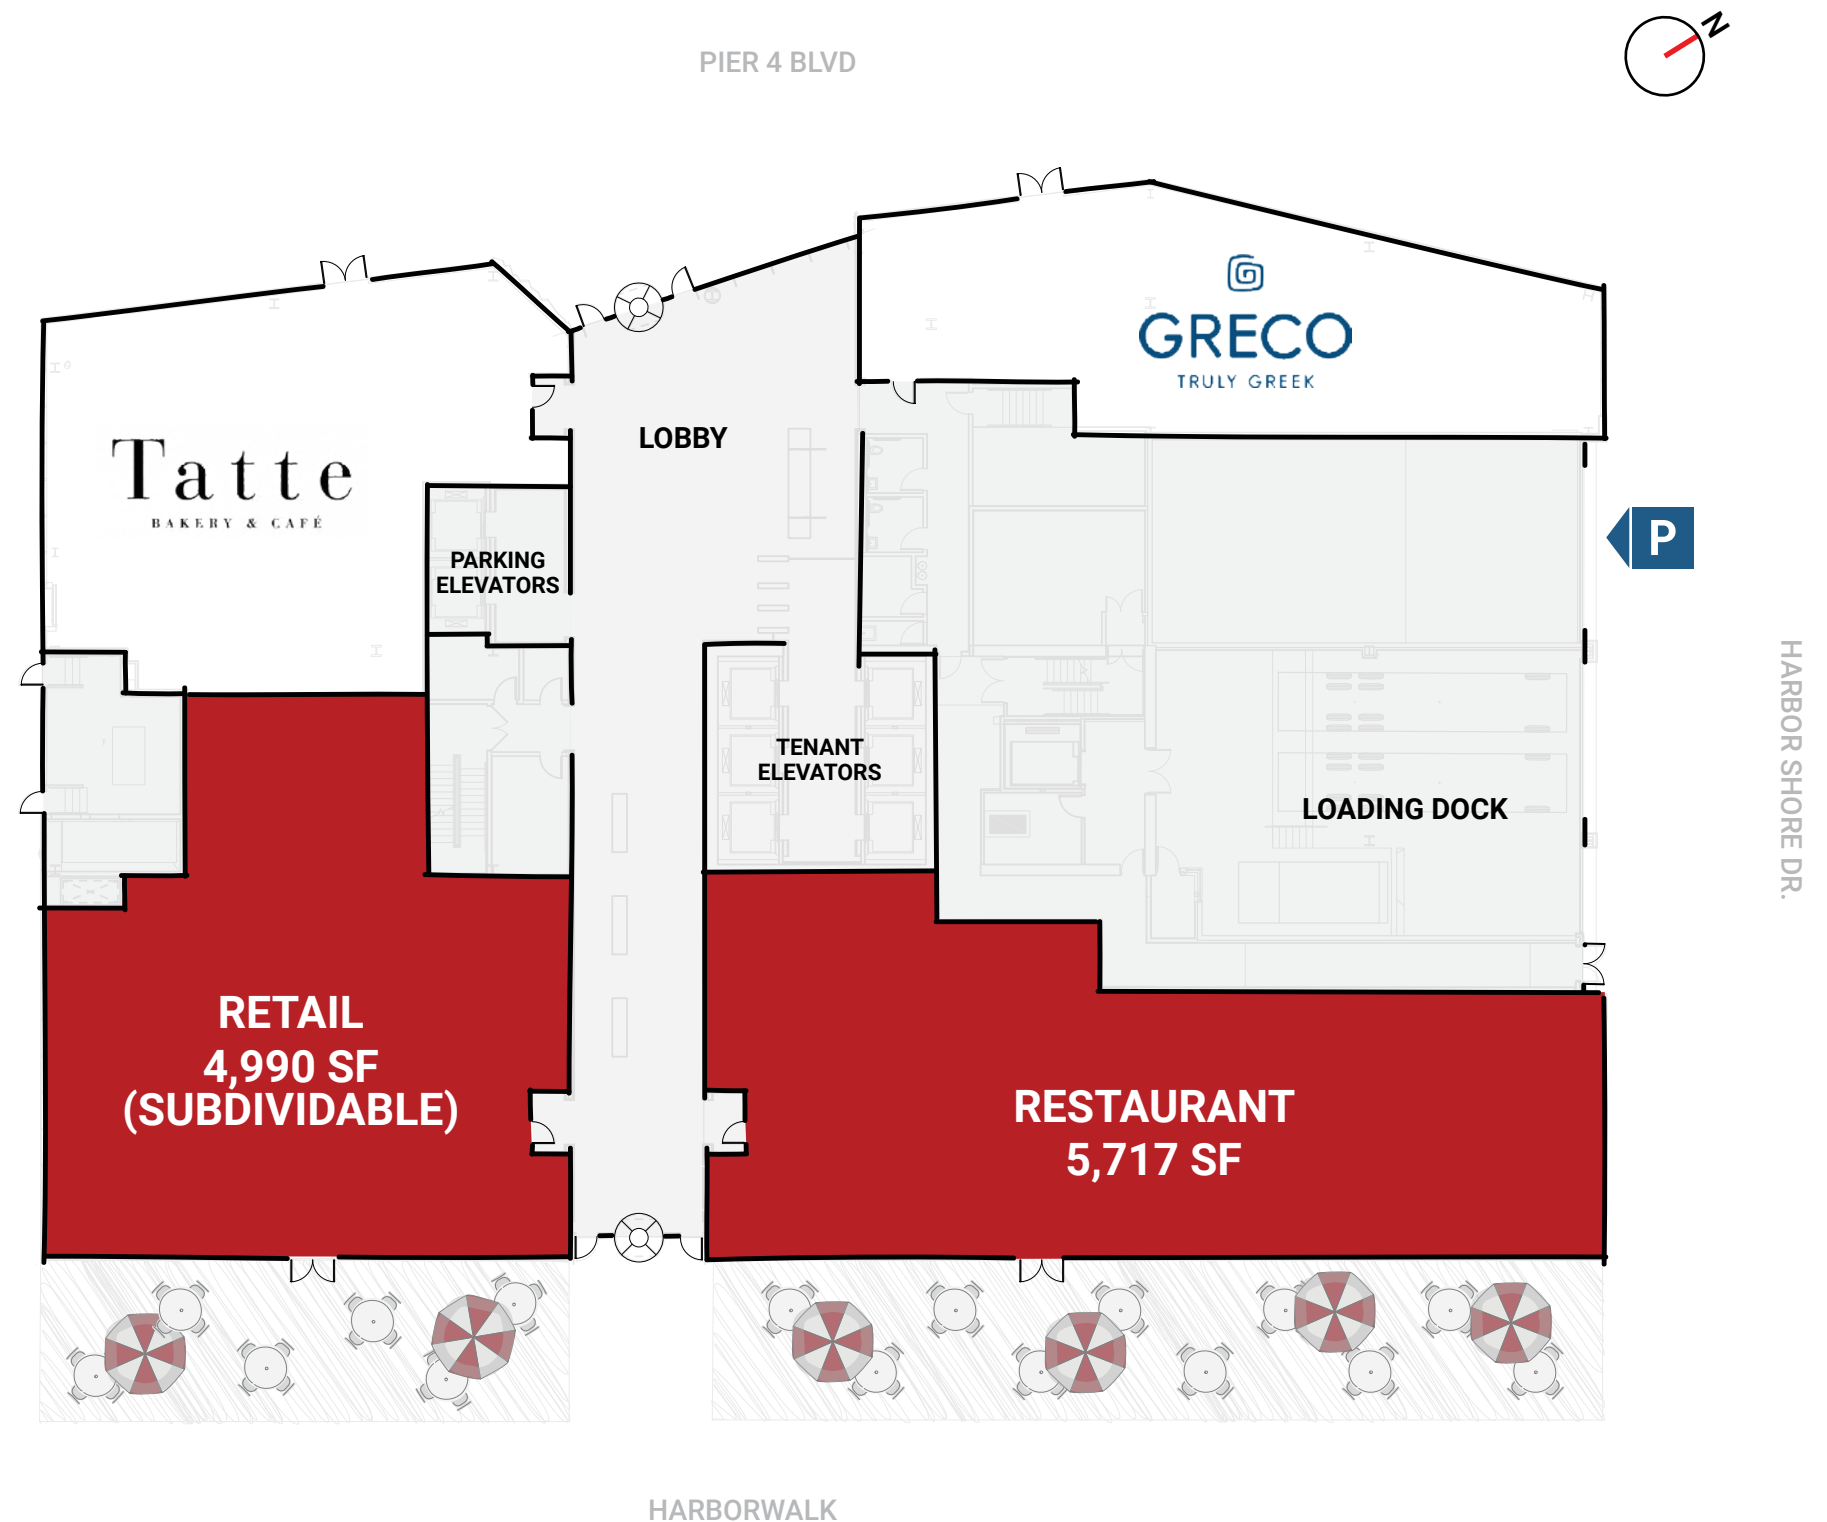 N
PIER 4 BLVD
GRECO
TRULY GREEK
LOBBY
Tatte
BAKERY & CAFÉ
PARKING
ELEVATORS
P
HARBOR SHORE DR.
TENANT
ELEVATORS
LOADING DOCK
RETAIL
4,990 SF
(SUBDIVIDABLE)
RESTAURANT
5,717 SF
HARBORWALK